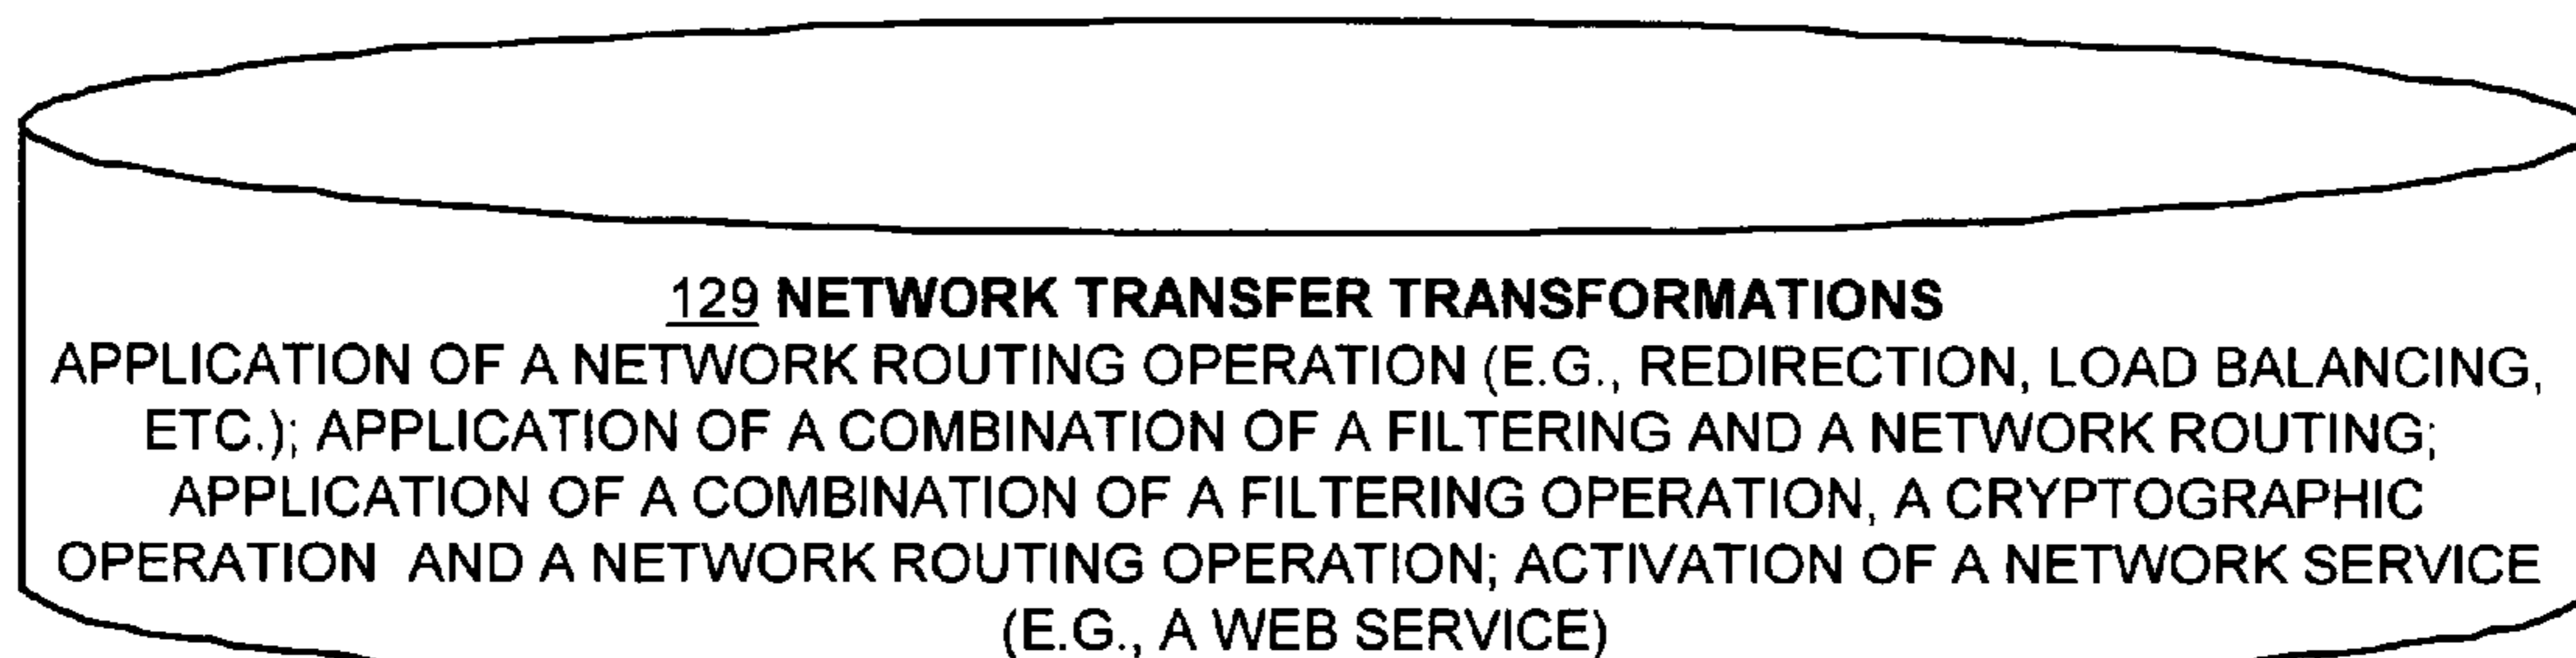 129 NETWORK TRANSFER TRANSFORMATIONS
APPLICATION OF A NETWORK ROUTING OPERATION (E.G., REDIRECTION, LOAD BALANCING,
ETC.); APPLICATION OF A COMBINATION OF A FILTERING AND A NETWORK ROUTING;
APPLICATION OF A COMBINATION OF A FILTERING OPERATION, A CRYPTOGRAPHIC
OPERATION AND A NETWORK ROUTING OPERATION; ACTIVATION OF A NETWORK SERVICE
(E.G., A WEB SERVICE)